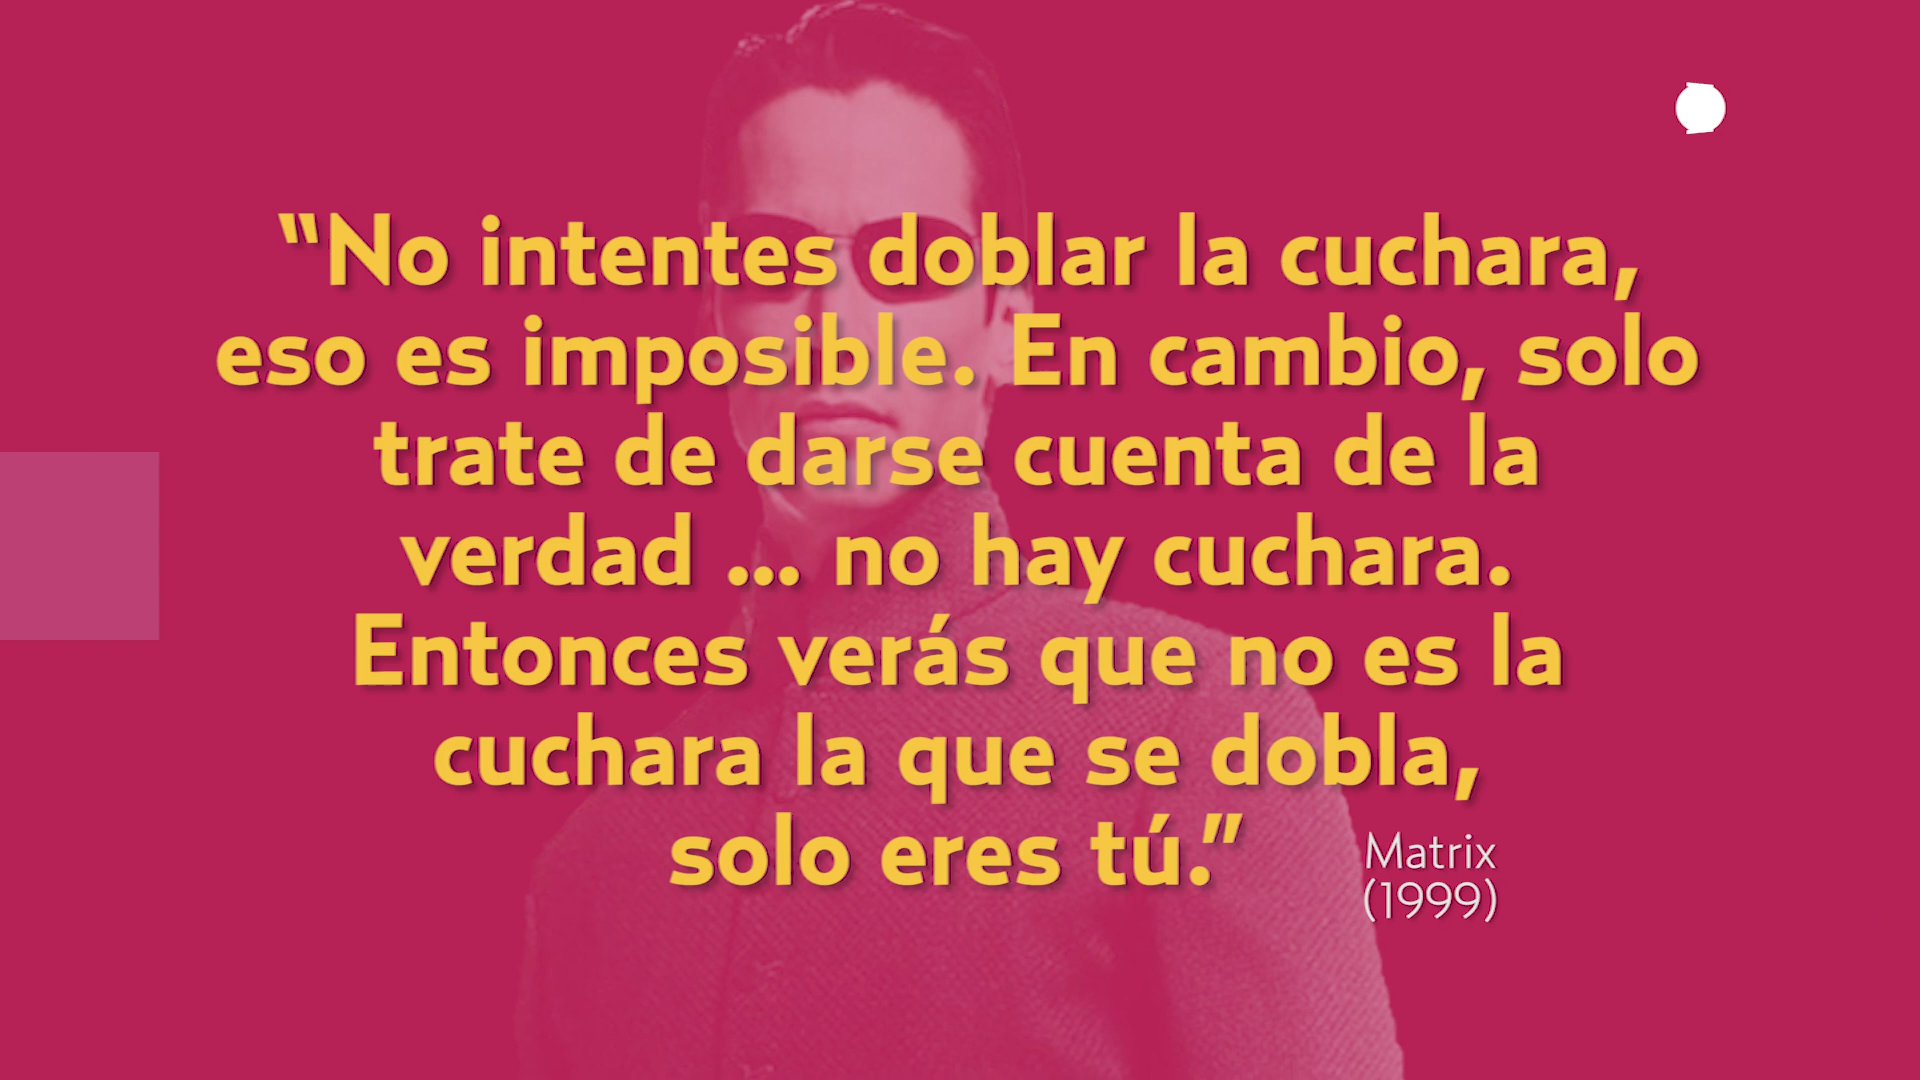 “No intentes doblar la cuchara,
eso es imposible. En cambio, solo
trate de darse cuenta de la
verdad ... no hay cuchara.
Entonces verás que no es la
cuchara la que se dobla,
solo eres tú.”
Matrix
(1999)